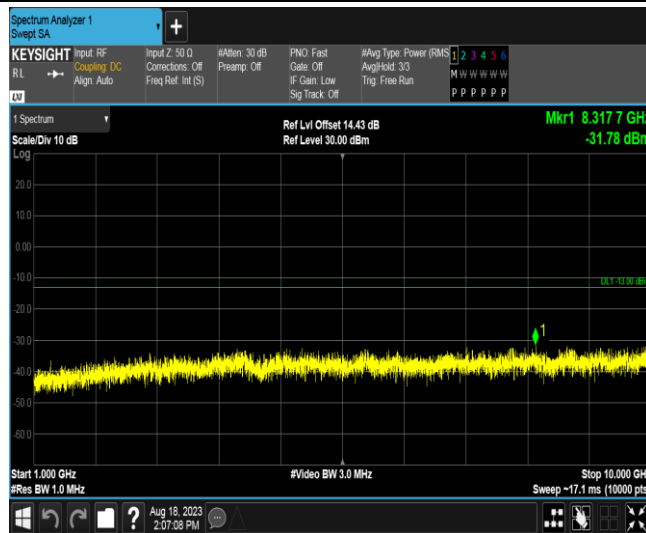 Spectrum Analyzer 1
Swept SA
+
KEYSIGHT
RL
LXI
Input: RF
Coupling: DC
Align: Auto
Input Z: 50 Ω
Corrections: Off
Freq Ref: Int (S)
#Atten: 30 dB
Preamp: Off
PNO: Fast
Gate: Off
IF Gain: Low
Sig Track: Off
#Avg Type: Power (RMS
Avg|Hold: 3/3
Trig: Free Run
1 2 3 4 5 6
M W W W W W
P P P P P P
1 Spectrum
Scale/Div 10 dB
Log
Ref Lvl Offset 14.43 dB
Ref Level 30.00 dBm
Mkr1 8.317 7 GHz
-31.78 dBm
20.0
10.0
0.00
-10.0
DL1 -13.00 dBm
-20.0
-30.0
1
-40.0
-50.0
-60.0
Start 1.000 GHz
#Res BW 1.0 MHz
#Video BW 3.0 MHz
Stop 10.000 GHz
Sweep ~17.1 ms (10000 pts
?
Aug 18, 2023
2:07:08 PM